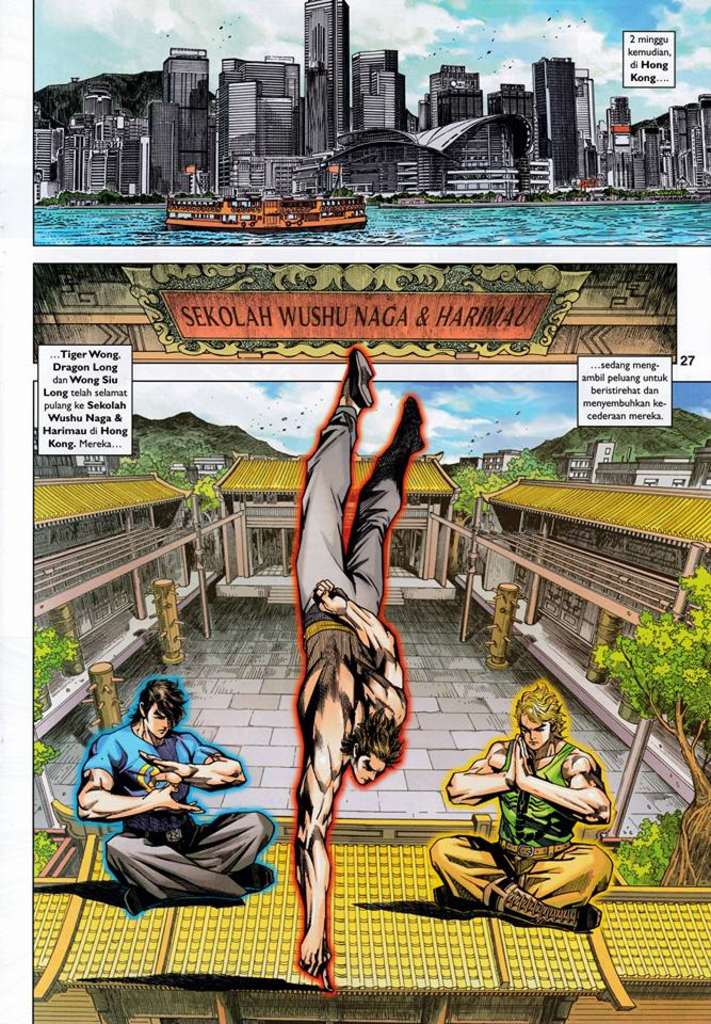 2 minggu
kemudian,
di Hong
Kong....
SEKOLAH WUSHU NAGA & HARIMAU
27
...Tiger Wong,
Dragon Long
dan Wong Siu
Long telah selamat
pulang ke Sekolah
Wushu Naga &
Harimau di Hong
Kong. Mereka...
...sedang meng-
ambil peluang untuk
beristirehat dan
menyembuhkan ke-
cederaan mereka.